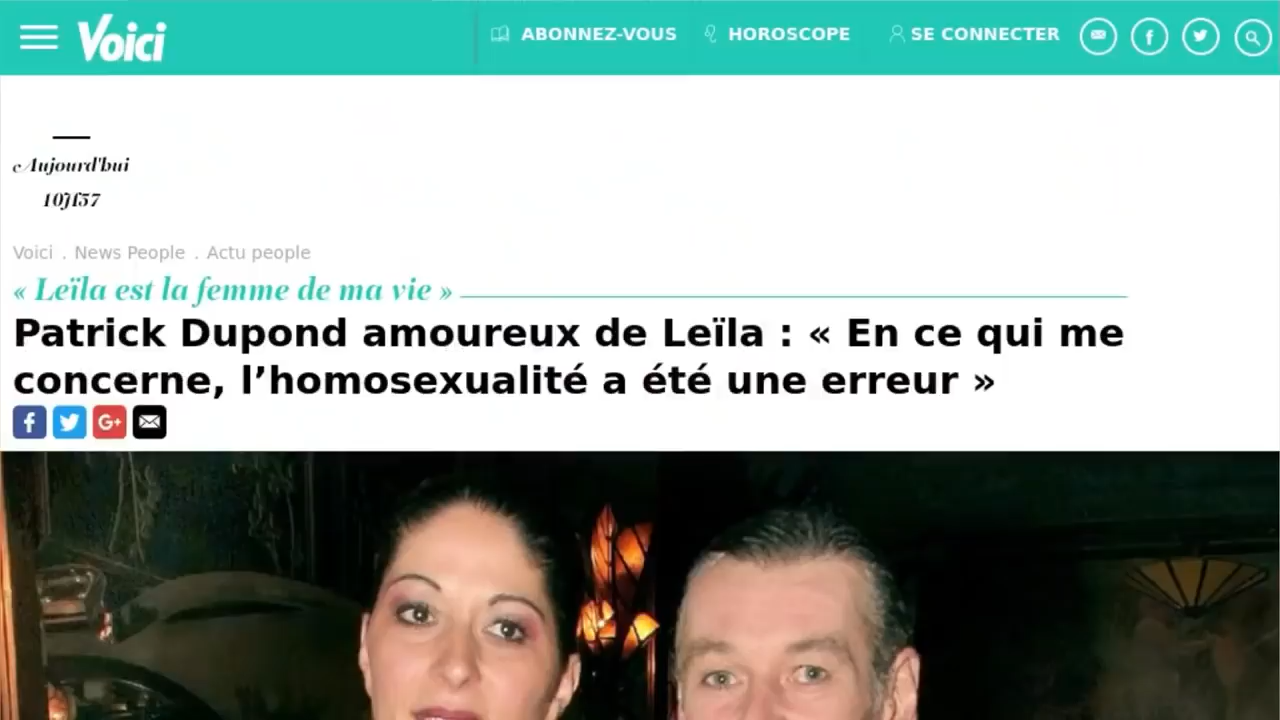 Voici
ABONNEZ-VOUS HOROSCOPE SE CONNECTER
Aujourd'hui
10h57
Voici . News People . Actu people
« Leïla est la femme de ma vie »
Patrick Dupond amoureux de Leïla : « En ce qui me
concerne, l’homosexualité a été une erreur »